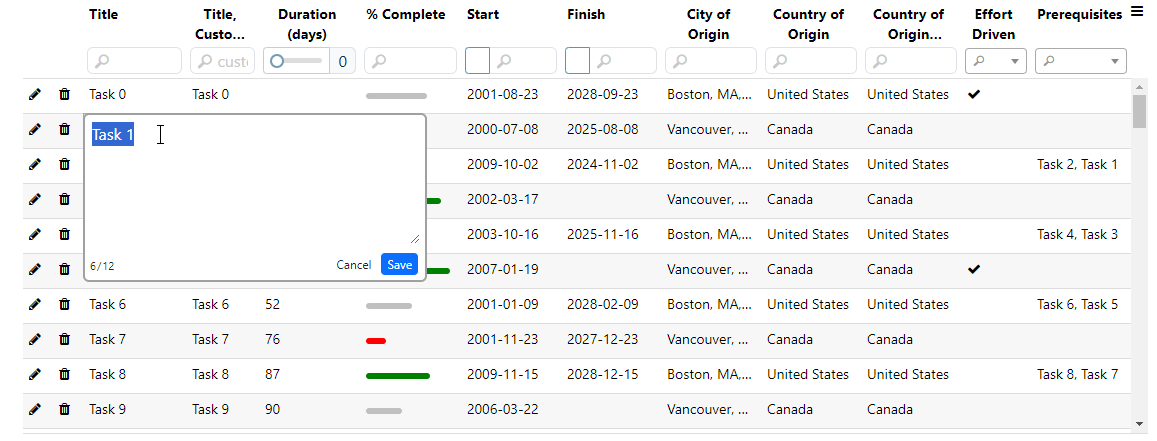 Title Title, Custo... Duration (days) % Complete Start Finish City of Origin Country of Origin Country of Origin... Effort Driven Prerequisites
custo 0
Task 0 Task 0 2001-08-23 2028-09-23 Boston, MA,... United States United States
Task 1 2000-07-08 2025-08-08 Vancouver, ... Canada Canada
2009-10-02 2024-11-02 Boston, MA,... United States United States Task 2, Task 1
2002-03-17 Vancouver, ... Canada Canada
2003-10-16 2025-11-16 Boston, MA,... United States United States Task 4, Task 3
6/12 Cancel Save 2007-01-19 Vancouver, ... Canada Canada
Task 6 Task 6 52 2001-01-09 2028-02-09 Boston, MA,... United States United States Task 6, Task 5
Task 7 Task 7 76 2001-11-23 2027-12-23 Vancouver, ... Canada Canada
Task 8 Task 8 87 2009-11-15 2028-12-15 Boston, MA,... United States United States Task 8, Task 7
Task 9 Task 9 90 2006-03-22 Vancouver, ... Canada Canada